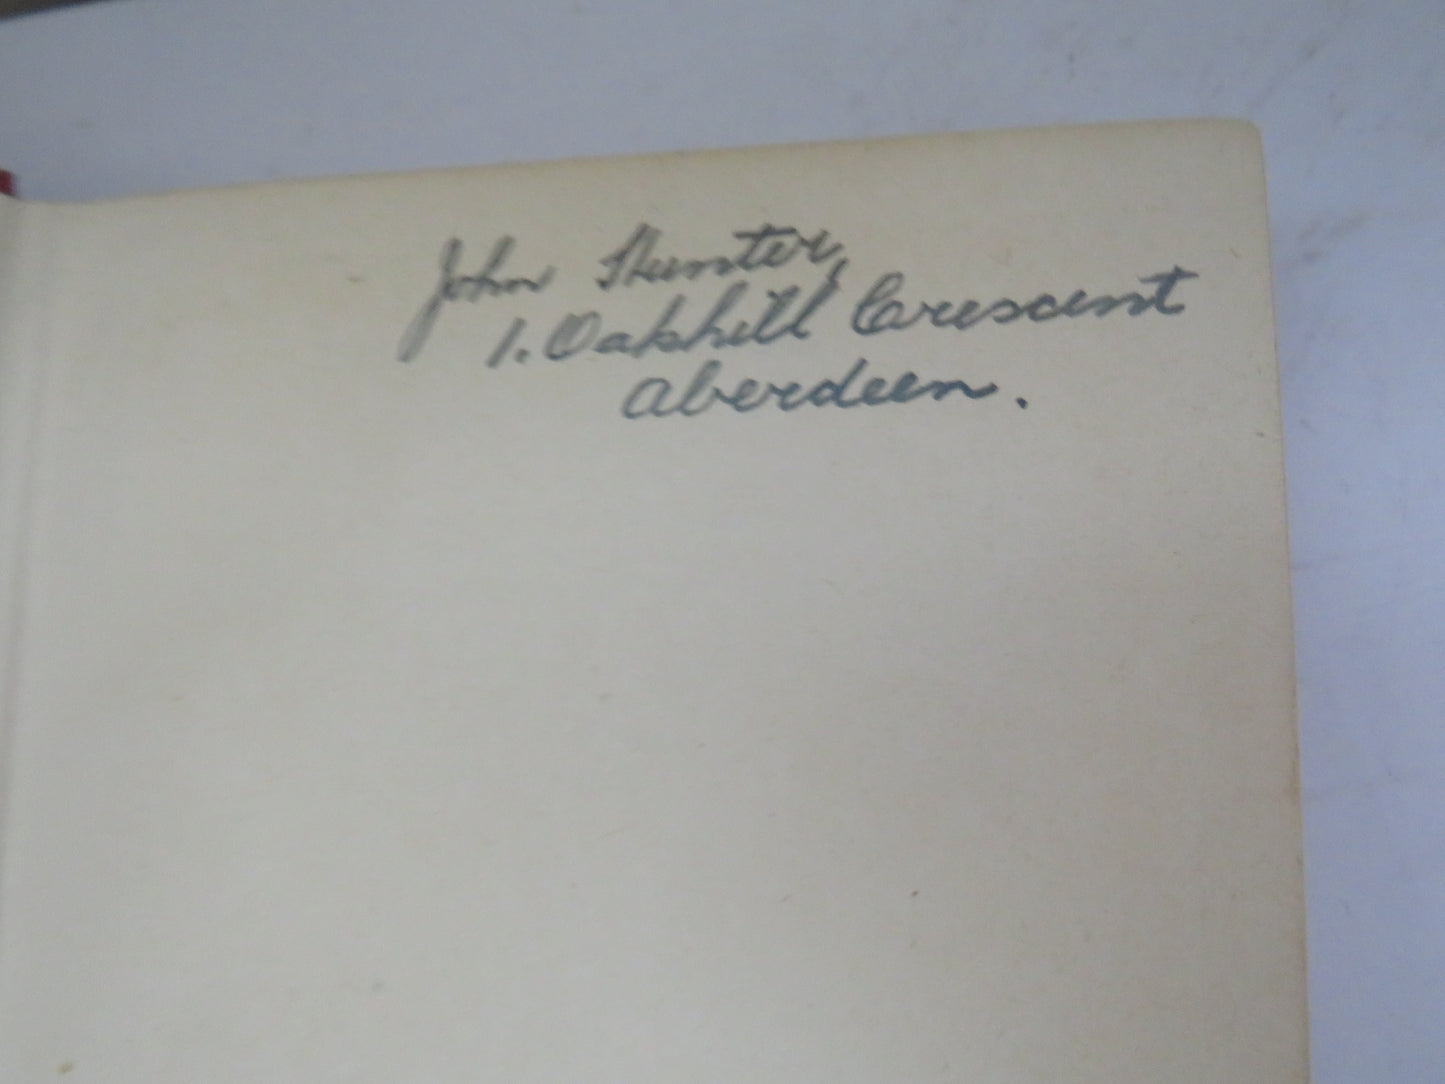 John Hunter,
1. Oakhill Crescent
Aberdeen.